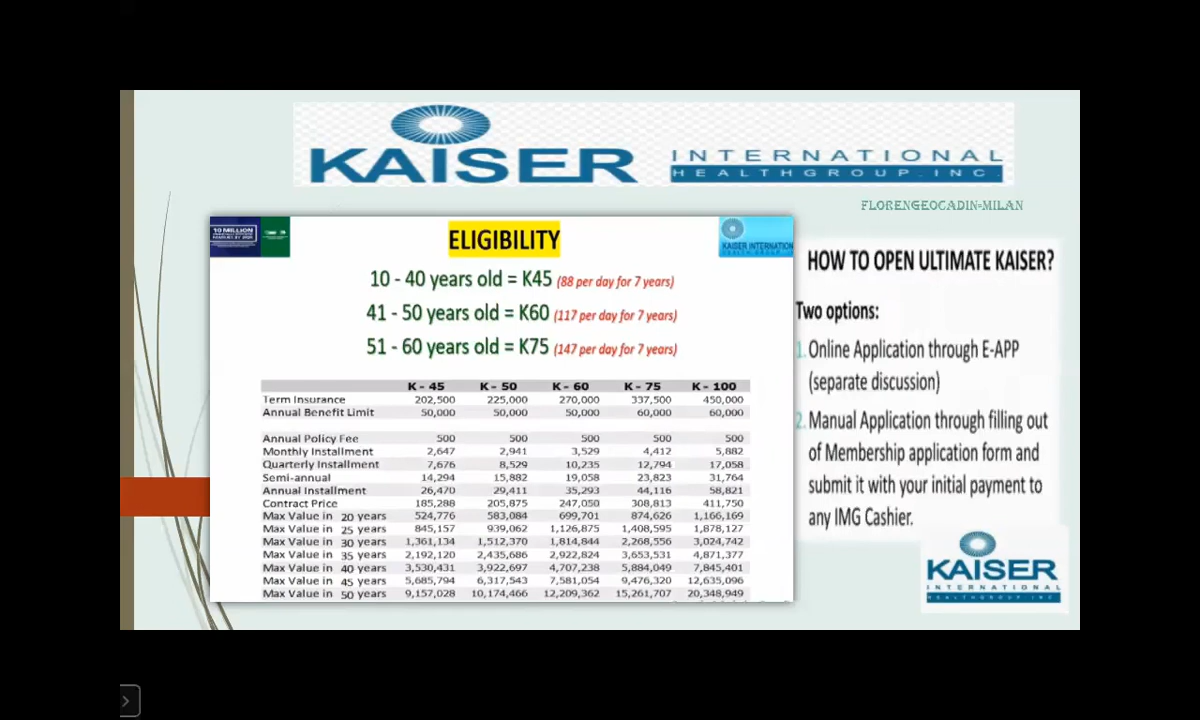 KAISER INTERNATIONAL
HEALTHGROUP, INC.
FLORENGEOCADIN-MILAN
10 MILLION
KAISER INTERNATION
ELIGIBILITY
10 - 40 years old = K45 (88 per day for 7 years)
41 - 50 years old = K60 (117 per day for 7 years)
51 - 60 years old = K75 (147 per day for 7 years)
K - 45 K - 50 K - 60 K - 75 K - 100
Term Insurance 202,500 225,000 270,000 337,500 450,000
Annual Benefit Limit 50,000 50,000 50,000 60,000 60,000
Annual Policy Fee 500 500 500 500 500
Monthly Installment 2,647 2,941 3,529 4,412 5,882
Quarterly Installment 7,676 8,529 10,235 12,794 17,058
Semi-annual 14,294 15,882 19,058 23,823 31,764
Annual Installment 26,470 29,411 35,293 44,116 58,821
Contract Price 185,288 205,875 247,050 308,813 411,750
Max Value in 20 years 524,776 583,084 699,701 874,626 1,166,169
Max Value in 25 years 845,157 939,062 1,126,875 1,408,595 1,878,127
Max Value in 30 years 1,361,134 1,512,370 1,814,844 2,268,556 3,024,742
Max Value in 35 years 2,192,120 2,435,686 2,922,824 3,653,531 4,871,377
Max Value in 40 years 3,530,431 3,922,697 4,707,238 5,884,049 7,845,401
Max Value in 45 years 5,685,794 6,317,543 7,581,054 9,476,320 12,635,096
Max Value in 50 years 9,157,028 10,174,466 12,209,362 15,261,707 20,348,949
HOW TO OPEN ULTIMATE KAISER?
Two options:
1. Online Application through E-APP
(separate discussion)
2. Manual Application through filling out
of Membership application form and
submit it with your initial payment to
any IMG Cashier.
KAISER
INTERNATIONAL
HEALTHGROUP, INC.